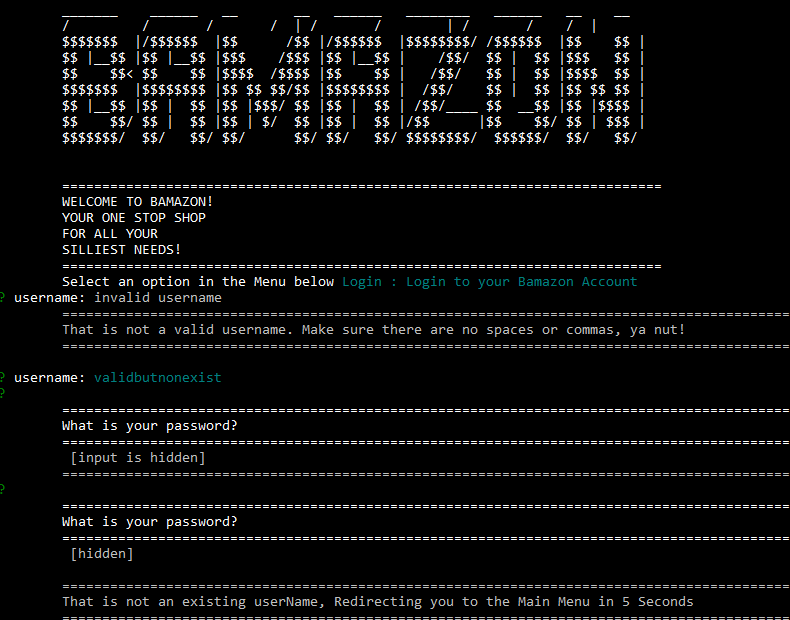 BAMAZON
==========================================================================
WELCOME TO BAMAZON!
YOUR ONE STOP SHOP
FOR ALL YOUR
SILLIEST NEEDS!
==========================================================================
Select an option in the Menu below Login : Login to your Bamazon Account
? username: invalid username
===========================================================================================
That is not a valid username. Make sure there are no spaces or commas, ya nut!
===========================================================================================
? username: validbutnonexist
?
===========================================================================================
What is your password?
===========================================================================================
[input is hidden]
===========================================================================================
?
===========================================================================================
What is your password?
===========================================================================================
[hidden]
===========================================================================================
That is not an existing userName, Redirecting you to the Main Menu in 5 Seconds
===========================================================================================